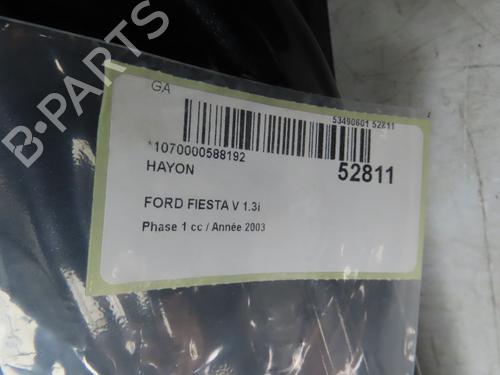 B-PARTS
GA
53490601 52811
*1070000588192
HAYON
52811
FORD FIESTA V 1.3i
Phase 1 cc / Année 2003